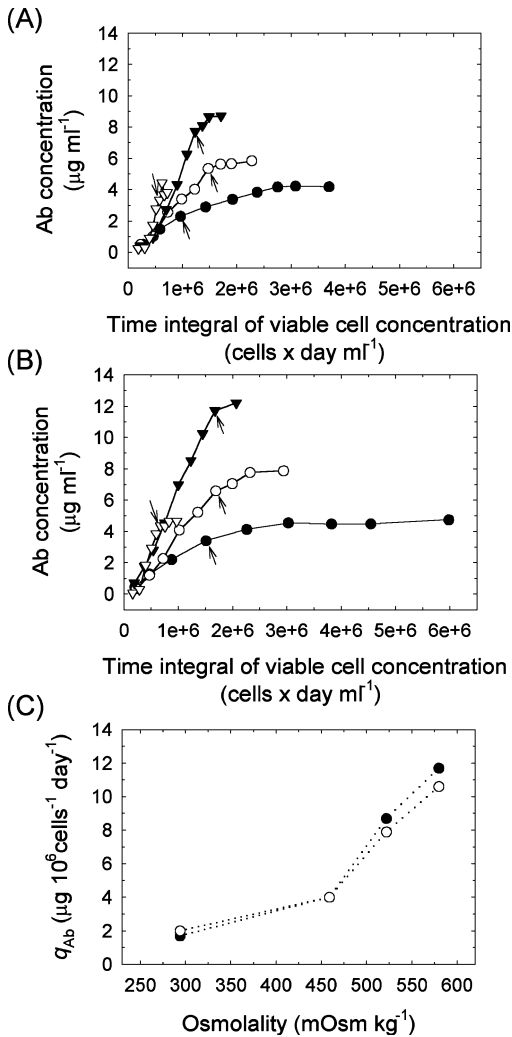 (A)
14
12
10
8
6
4
2
0
Ab concentration
(μg ml-1)
0 1e+6 2e+6 3e+6 4e+6 5e+6 6e+6
Time integral of viable cell concentration
(cells x day ml-1)
(B)
14
12
10
8
6
4
2
0
Ab concentration
(μg ml-1)
0 1e+6 2e+6 3e+6 4e+6 5e+6 6e+6
Time integral of viable cell concentration
(cells x day ml-1)
(C)
14
12
10
8
6
4
2
0
qAb (μg 10^6cells-1 day-1)
250 300 350 400 450 500 550 600
Osmolality (mOsm kg-1)